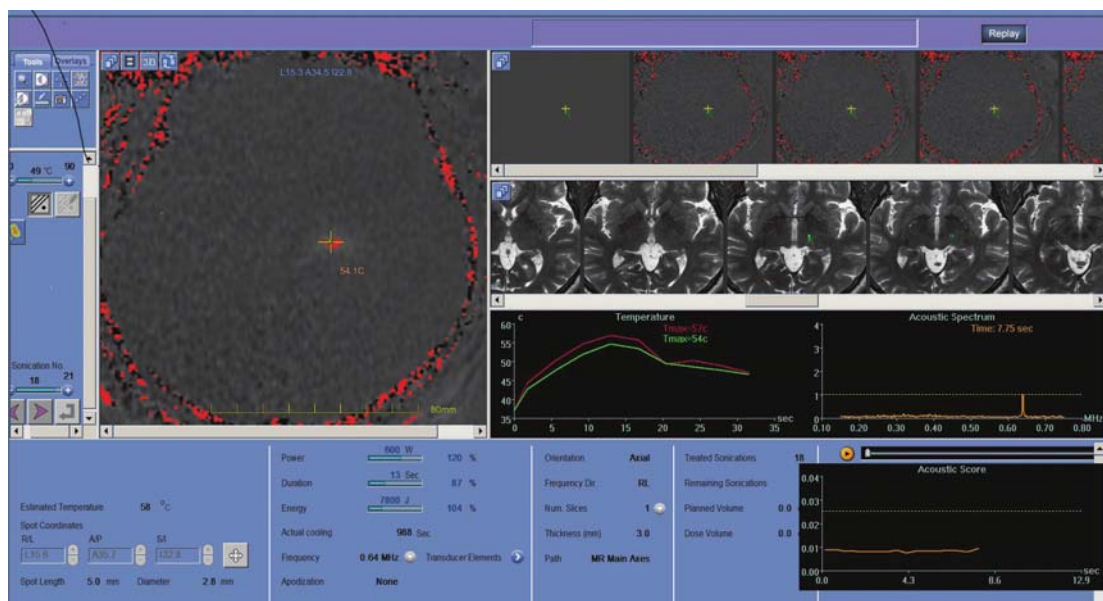 Replay
Tools Overlays
3D
L15.3 A34.5 I22.8
49 °C 90
54.1C
Sonication No.
18 21
80mm
c Temperature
Tmax=57c
Tmax=54c
60
55
50
45
40
35
0 5 10 15 20 25 30 35 sec
Acoustic Spectrum
Time: 7.75 sec
4
3
2
1
0
0.10 0.20 0.30 0.40 0.50 0.60 0.70 0.80 MHz
Estimated Temperature 58 °C
Spot Coordinates
R/L A/P S/I
L15.6 A35.7 I32.8
Spot Length 5.0 mm Diameter 2.8 mm
Power 600 W 120 %
Duration 13 Sec 87 %
Energy 7800 J 104 %
Actual cooling 988 Sec
Frequency 0.64 MHz Transducer Elements
Apodization None
Orientation Axial
Frequency Dir. RL
Num. Slices 1
Thickness (mm) 3.0
Path MR Main Axes
Treated Sonications 18
Remaining Sonications
Planned Volume 0.0
Dose Volume 0.0
Acoustic Score
0.04
0.03
0.02
0.01
0.00
0.0 4.3 8.6 12.9 sec